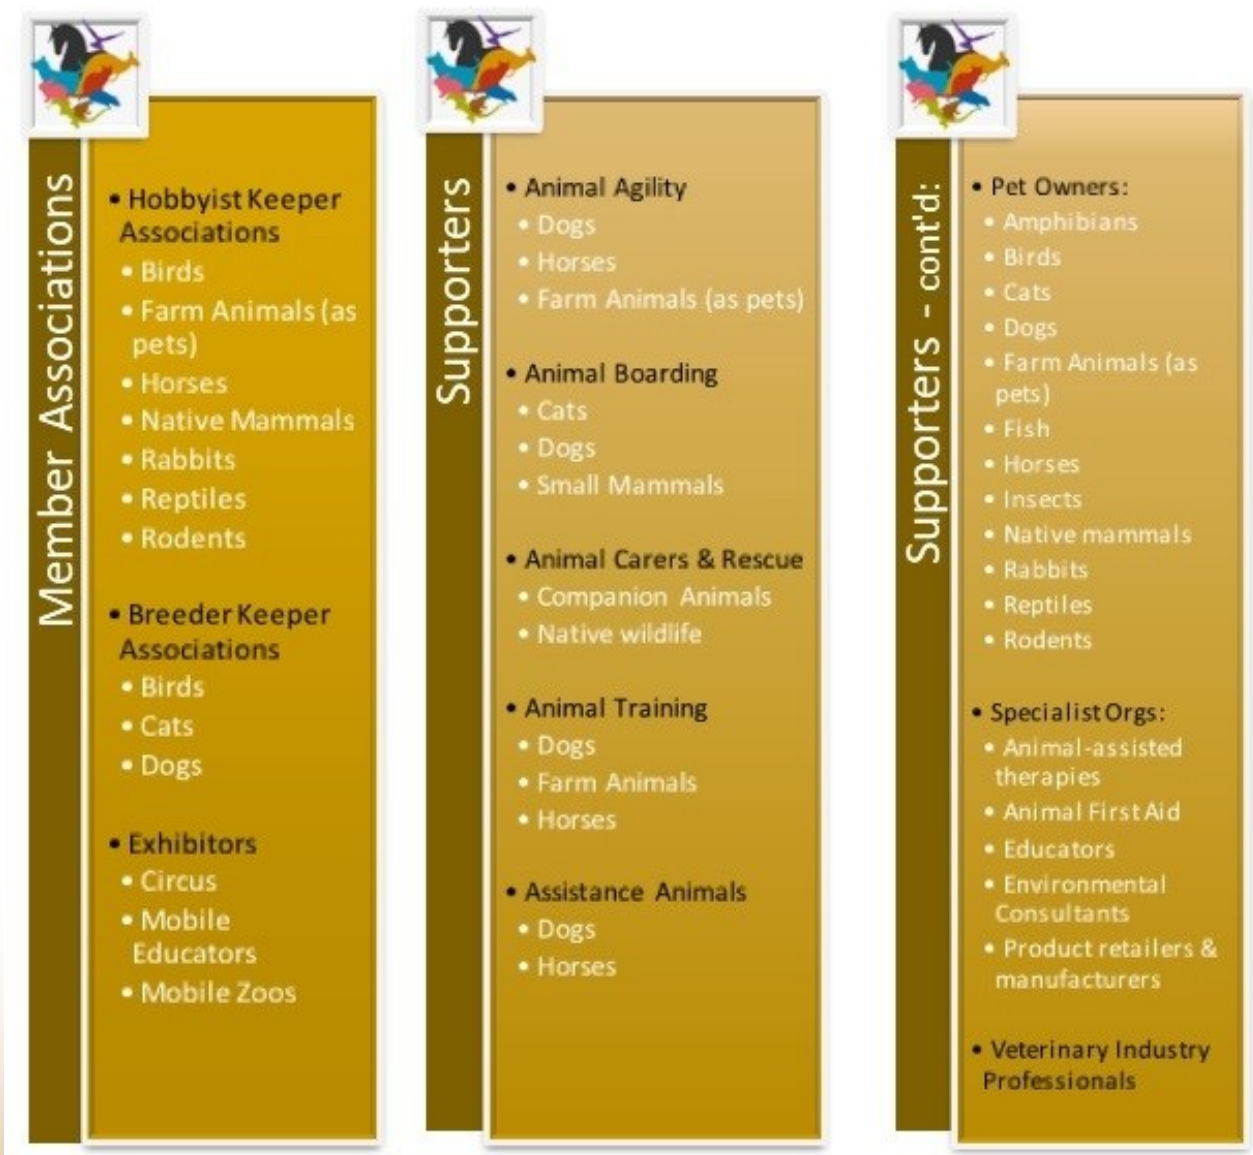 Member Associations
• Hobbyist Keeper
Associations
• Birds
• Farm Animals (as
pets)
• Horses
• Native Mammals
• Rabbits
• Reptiles
• Rodents
• Breeder Keeper
Associations
• Birds
• Cats
• Dogs
• Exhibitors
• Circus
• Mobile
Educators
• Mobile Zoos
Supporters
• Animal Agility
• Dogs
• Horses
• Farm Animals (as pets)
• Animal Boarding
• Cats
• Dogs
• Small Mammals
• Animal Carers & Rescue
• Companion Animals
• Native wildlife
• Animal Training
• Dogs
• Farm Animals
• Horses
• Assistance Animals
• Dogs
• Horses
Supporters - cont'd:
• Pet Owners:
• Amphibians
• Birds
• Cats
• Dogs
• Farm Animals (as
pets)
• Fish
• Horses
• Insects
• Native mammals
• Rabbits
• Reptiles
• Rodents
• Specialist Orgs:
• Animal-assisted
therapies
• Animal First Aid
• Educators
• Environmental
Consultants
• Product retailers &
manufacturers
• Veterinary Industry
Professionals